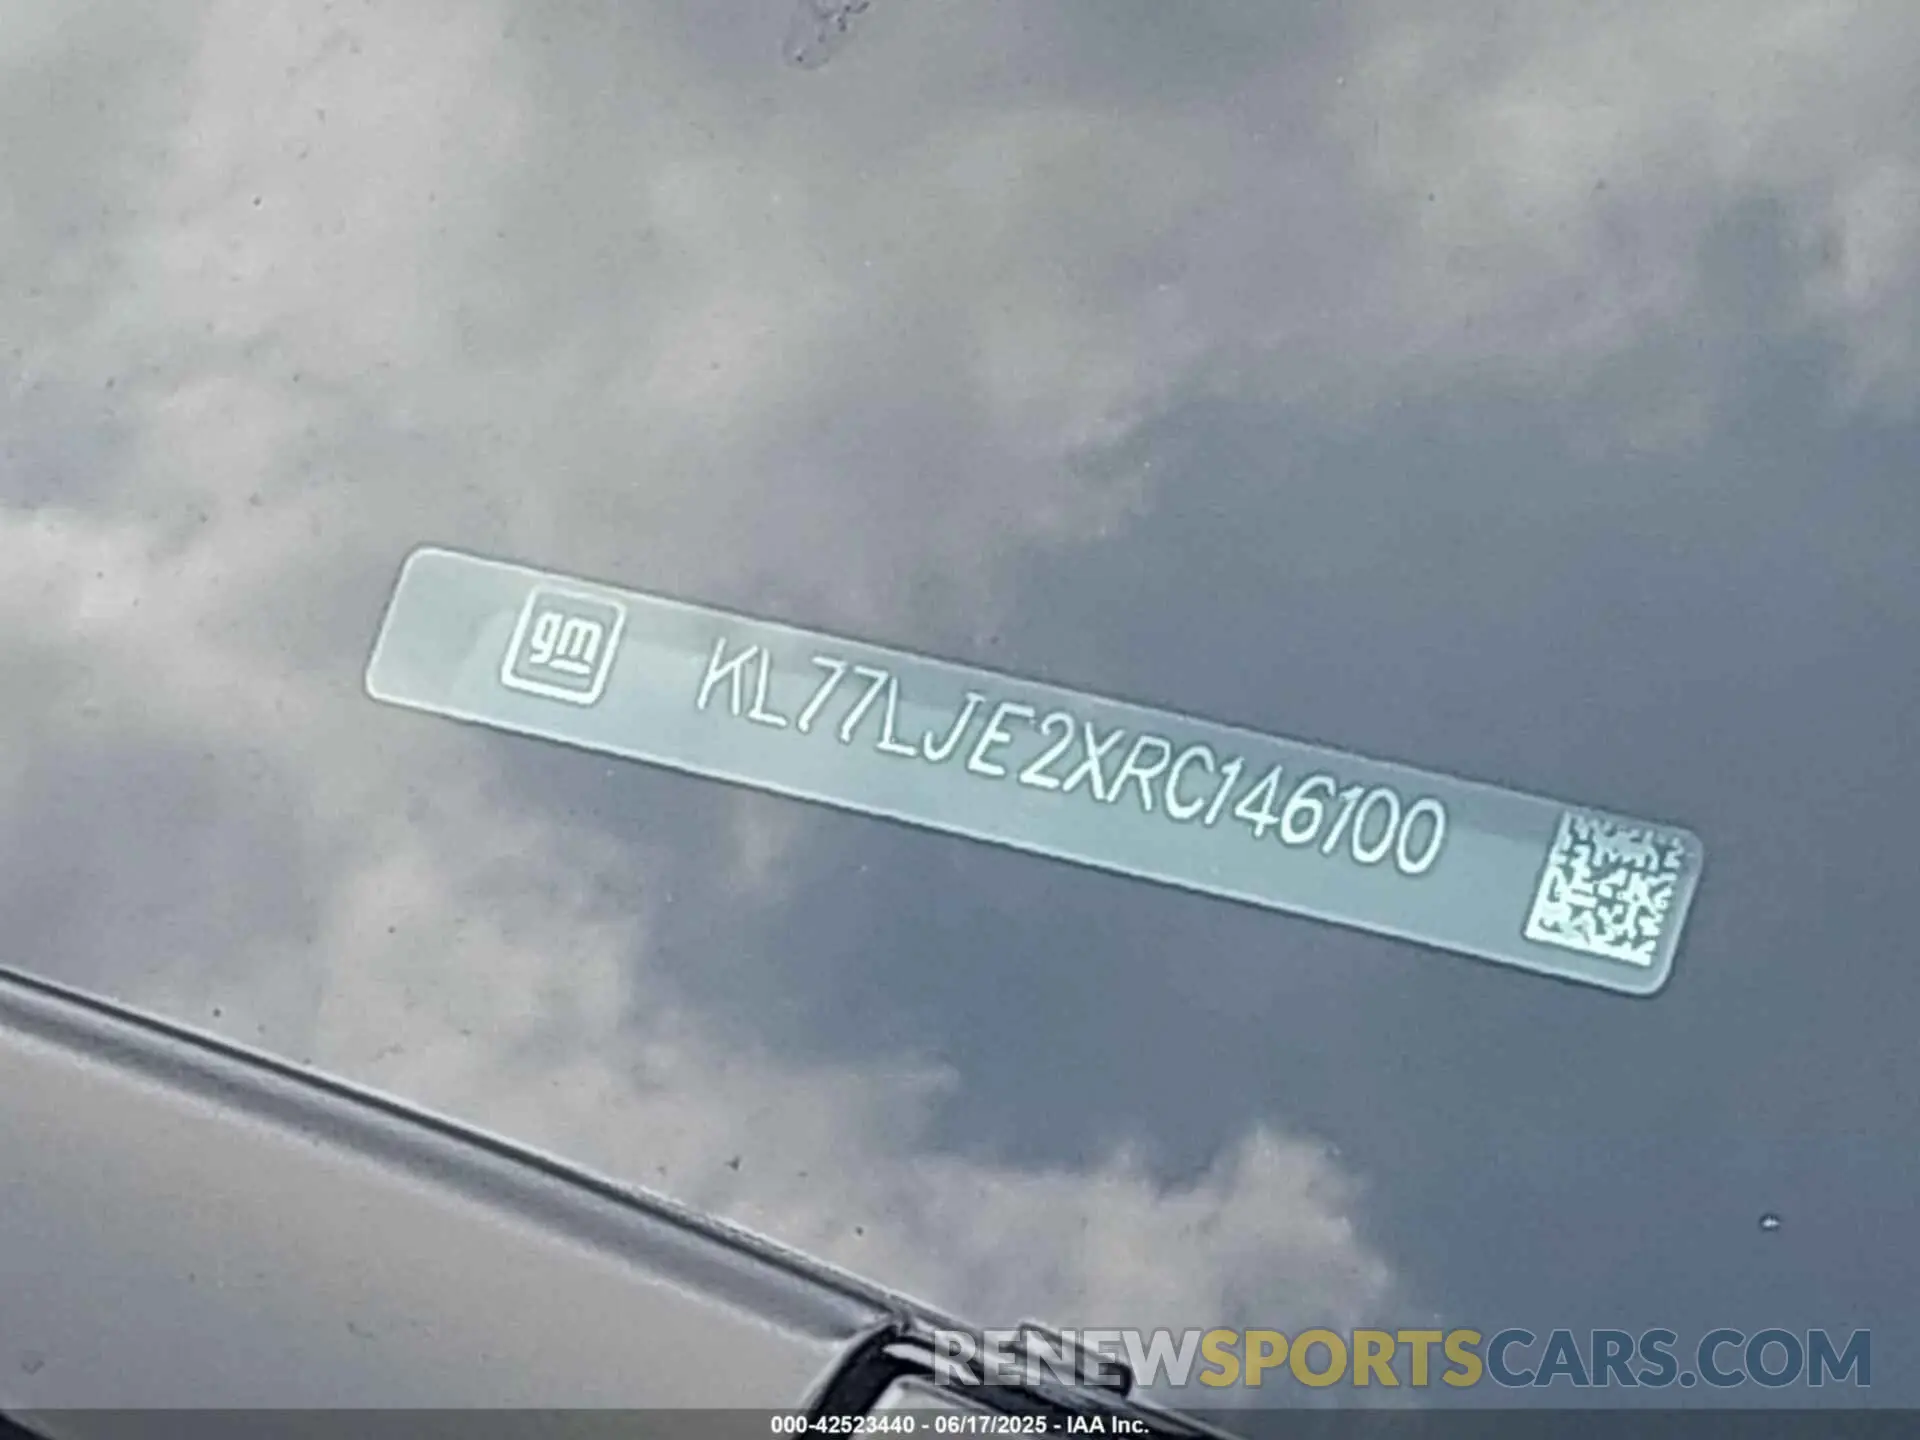 gm KL77LJE2XRC146100
RENEWSPORTSCARS.COM
000-42523440 - 06/17/2025 - IAA Inc.